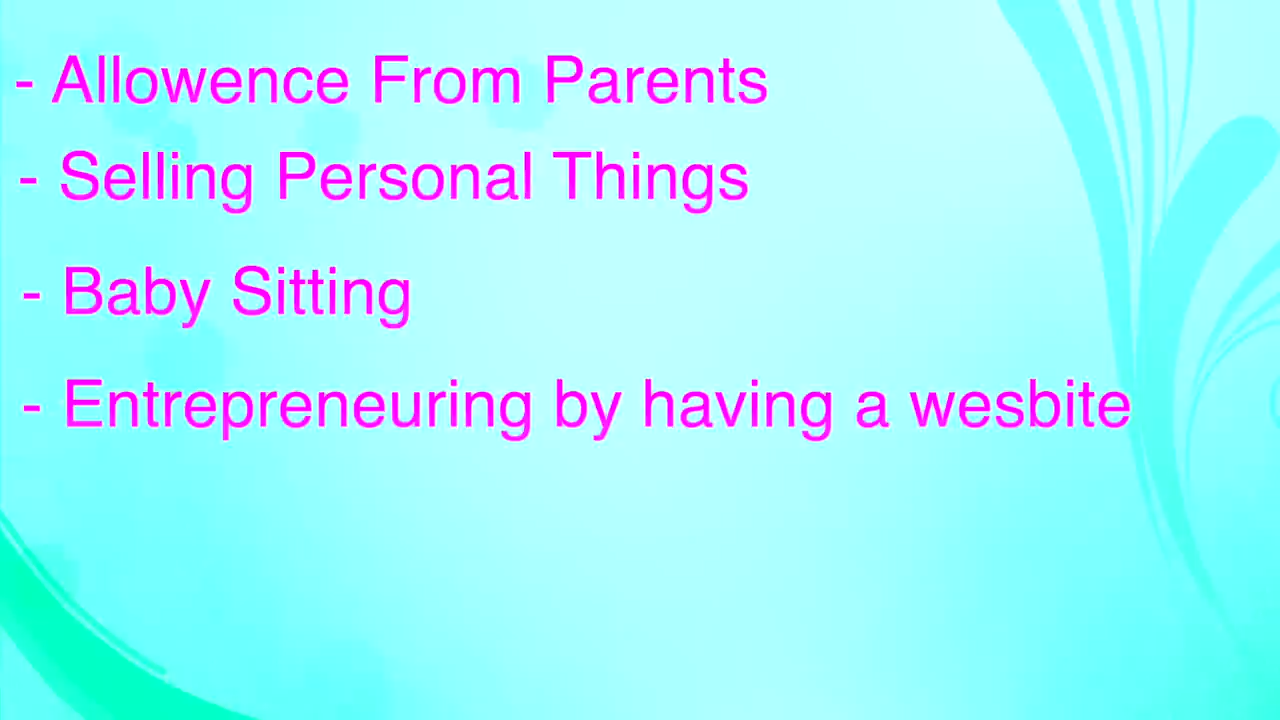 - Allowence From Parents
- Selling Personal Things
- Baby Sitting
- Entrepreneuring by having a wesbite